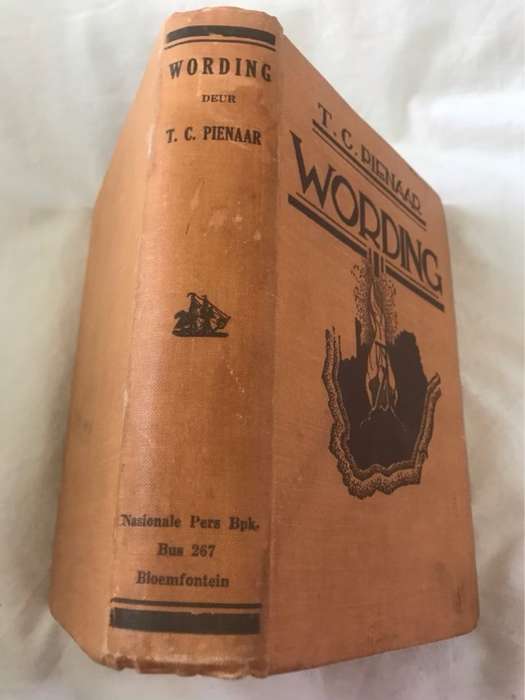 WORDING
DEUR
T. C. PIENAAR
Nasionale Pers Bpk.
Bus 267
Bloemfontein
T. C. PIENAAR
WORDING